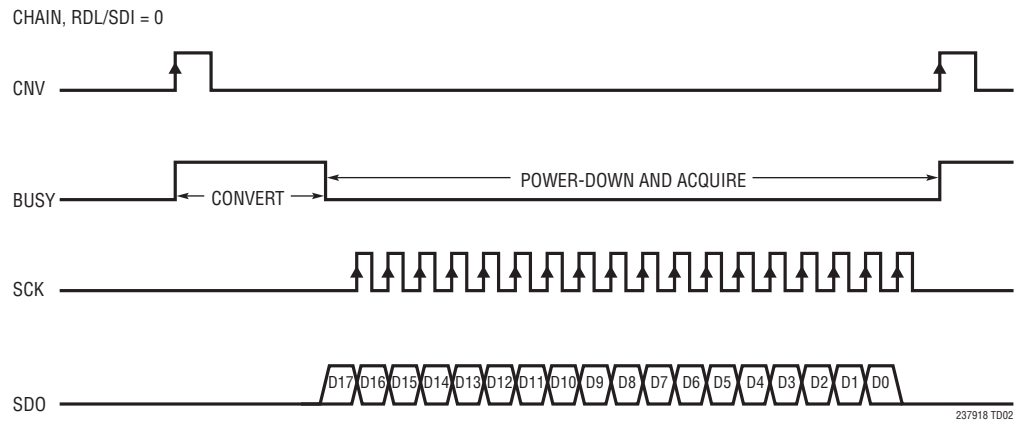 CHAIN, RDL/SDI = 0
CNV
BUSY
CONVERT
POWER-DOWN AND ACQUIRE
SCK
SDO
D17 D16 D15 D14 D13 D12 D11 D10 D9 D8 D7 D6 D5 D4 D3 D2 D1 D0
237918 TD02